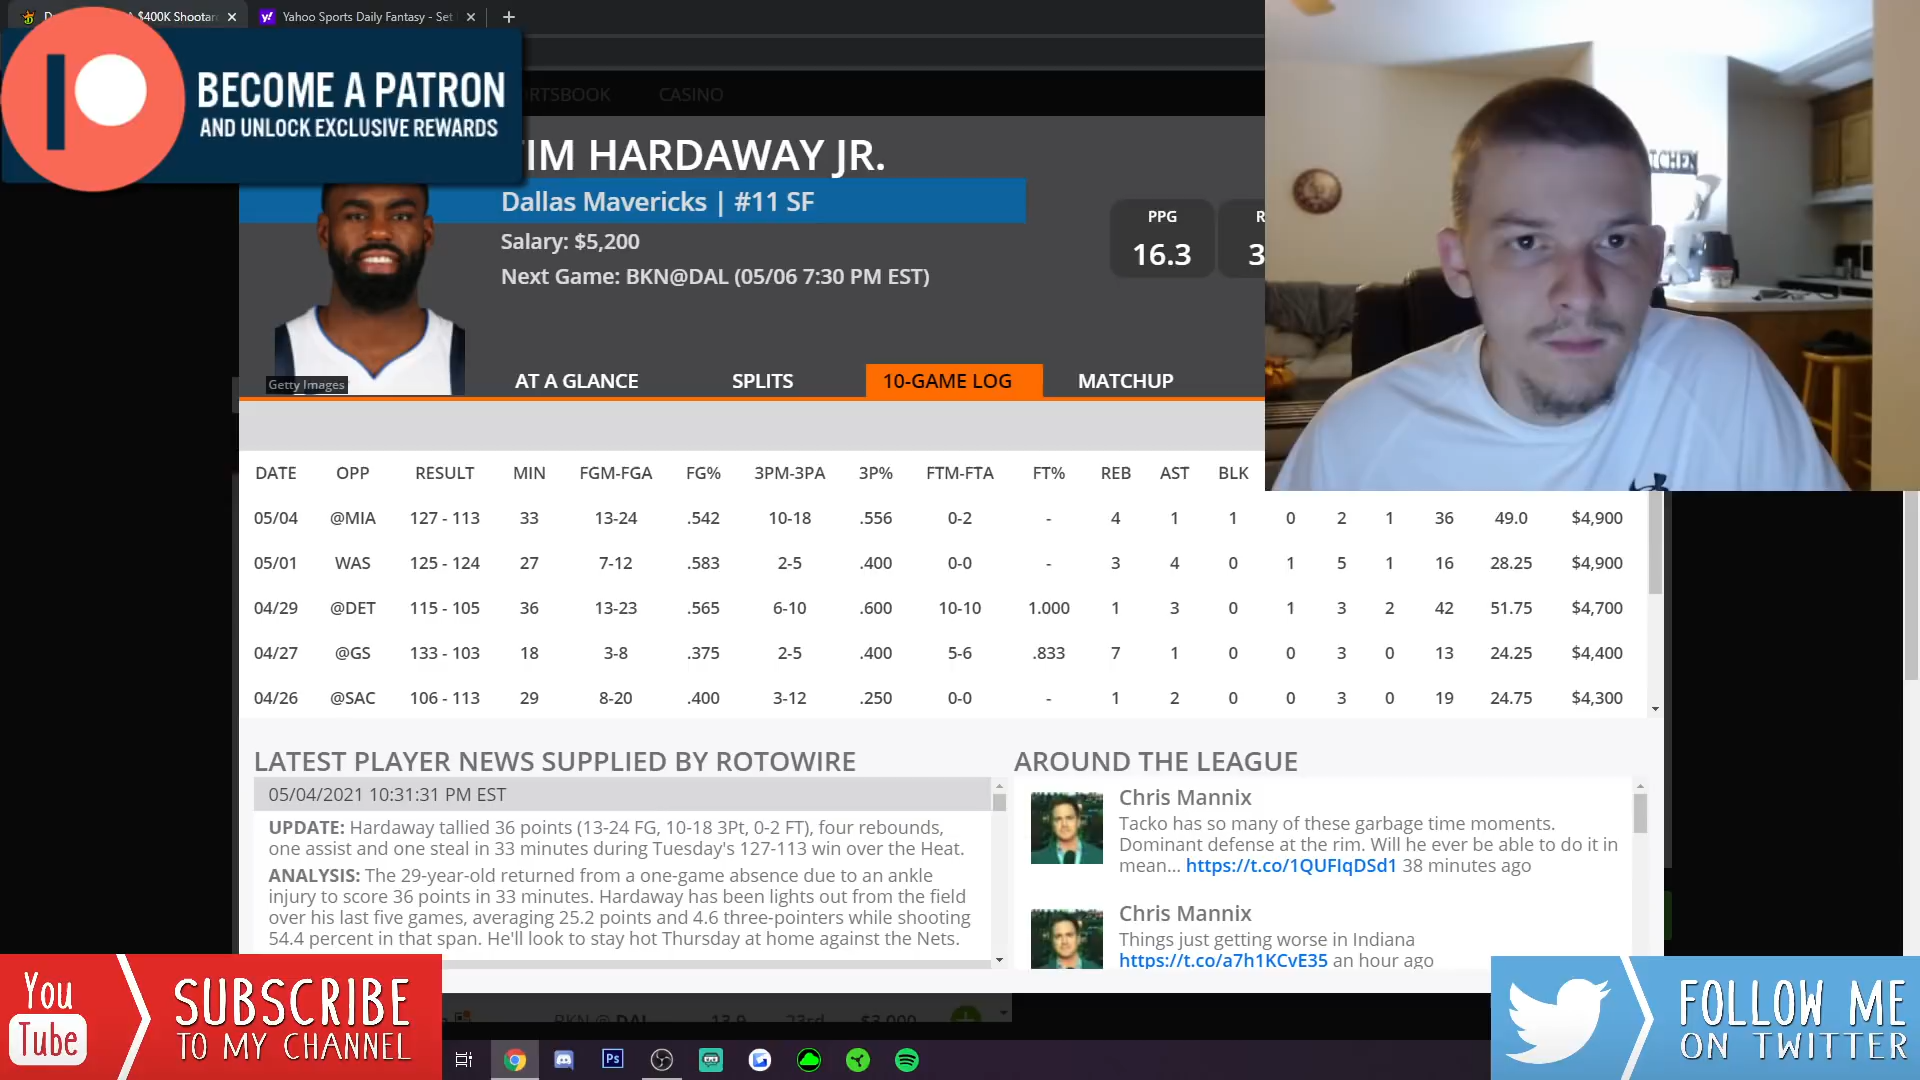 $400K Shootar
Yahoo Sports Daily Fantasy - Set
BECOME A PATRON
AND UNLOCK EXCLUSIVE REWARDS
RTSBOOK CASINO
TIM HARDAWAY JR.
Dallas Mavericks | #11 SF
Salary: $5,200
Next Game: BKN@DAL (05/06 7:30 PM EST)
PPG R
16.3 3
TCHEN
Getty Images
AT A GLANCE SPLITS 10-GAME LOG MATCHUP
DATE OPP RESULT MIN FGM-FGA FG% 3PM-3PA 3P% FTM-FTA FT% REB AST BLK
05/04 @MIA 127 - 113 33 13-24 .542 10-18 .556 0-2 - 4 1 1 0 2 1 36 49.0 $4,900
05/01 WAS 125 - 124 27 7-12 .583 2-5 .400 0-0 - 3 4 0 1 5 1 16 28.25 $4,900
04/29 @DET 115 - 105 36 13-23 .565 6-10 .600 10-10 1.000 1 3 0 1 3 2 42 51.75 $4,700
04/27 @GS 133 - 103 18 3-8 .375 2-5 .400 5-6 .833 7 1 0 0 3 0 13 24.25 $4,400
04/26 @SAC 106 - 113 29 8-20 .400 3-12 .250 0-0 - 1 2 0 0 3 0 19 24.75 $4,300
LATEST PLAYER NEWS SUPPLIED BY ROTOWIRE
05/04/2021 10:31:31 PM EST
UPDATE: Hardaway tallied 36 points (13-24 FG, 10-18 3Pt, 0-2 FT), four rebounds,
one assist and one steal in 33 minutes during Tuesday's 127-113 win over the Heat.
ANALYSIS: The 29-year-old returned from a one-game absence due to an ankle
injury to score 36 points in 33 minutes. Hardaway has been lights out from the field
over his last five games, averaging 25.2 points and 4.6 three-pointers while shooting
54.4 percent in that span. He'll look to stay hot Thursday at home against the Nets.
AROUND THE LEAGUE
Chris Mannix
Tacko has so many of these garbage time moments.
Dominant defense at the rim. Will he ever be able to do it in
mean... https://t.co/1QUFIqDSd1 38 minutes ago
Chris Mannix
Things just getting worse in Indiana
https://t.co/a7h1KCvE35 an hour ago
BKN @ DAL 13.9 23rd $3,000
You
Tube
SUBSCRIBE
TO MY CHANNEL
Ps
FOLLOW ME
ON TWITTER